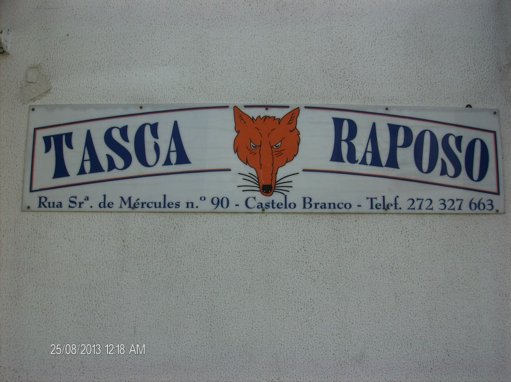 TASCA RAPOSO
Rua Srª. de Mércules n.º 90 - Castelo Branco - Telef. 272 327 663
25/08/2013 12:18 AM